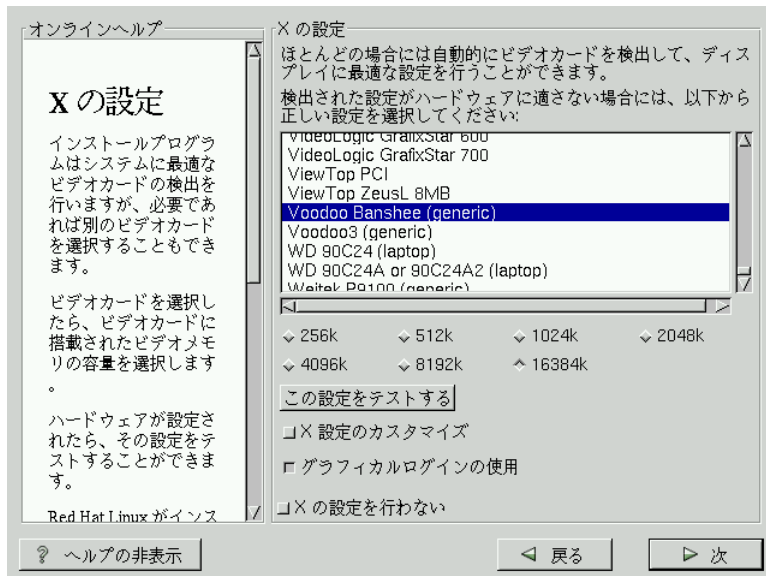 オンラインヘルプ
X の設定
インストールプログラ
ムはシステムに最適な
ビデオカードの検出を
行いますが、必要であ
れば別のビデオカード
を選択することもでき
ます。
ビデオカードを選択し
たら、ビデオカードに
搭載されたビデオメモ
リの容量を選択します
。
ハードウェアが設定さ
れたら、その設定をテ
ストすることができま
す。
Red Hat Linux がインス
X の設定
ほとんどの場合には自動的にビデオカードを検出して、ディス
プレイに最適な設定を行うことができます。
検出された設定がハードウェアに適さない場合には、以下から
正しい設定を選択してください:
VideoLogic GrafixStar 600
VideoLogic GrafixStar 700
ViewTop PCI
ViewTop ZeusL 8MB
Voodoo Banshee (generic)
Voodoo3 (generic)
WD 90C24 (laptop)
WD 90C24A or 90C24A2 (laptop)
Weitek P9100 (generic)
256k 512k 1024k 2048k
4096k 8192k 16384k
この設定をテストする
X 設定のカスタマイズ
グラフィカルログインの使用
X の設定を行わない
? ヘルプの非表示
戻る
次